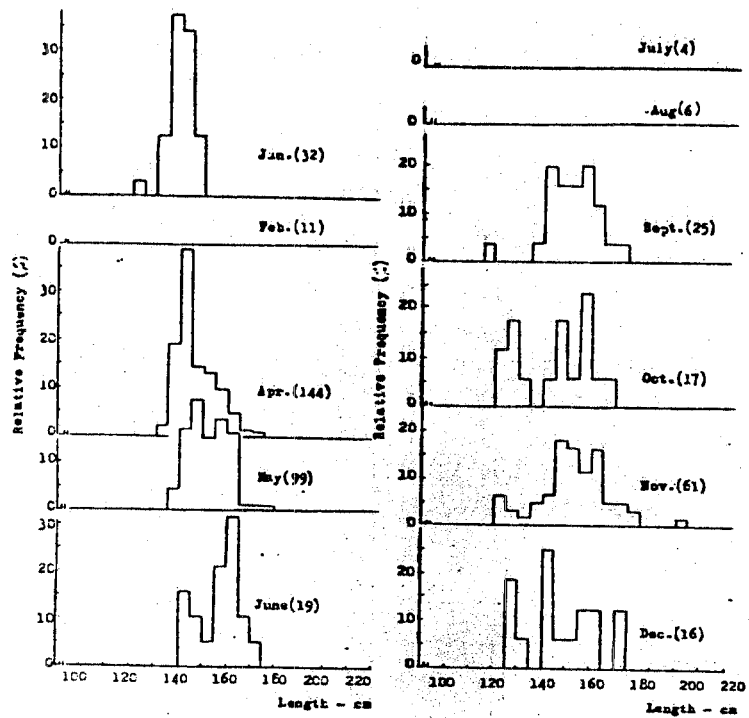 Relative Frequency (%)
30
20
10
0
Jan.(32)
0
Feb.(11)
30
20
10
0
Apr.(144)
10
0
May(99)
30
20
10
0
June(19)
100
120
140
160
180
200
220
Length - cm
Relative Frequency (%)
0
July(4)
0
Aug(6)
20
10
0
Sept.(25)
20
10
0
Oct.(17)
20
10
0
Nov.(61)
20
10
0
Dec.(16)
100
120
140
160
180
200
220
Length - cm